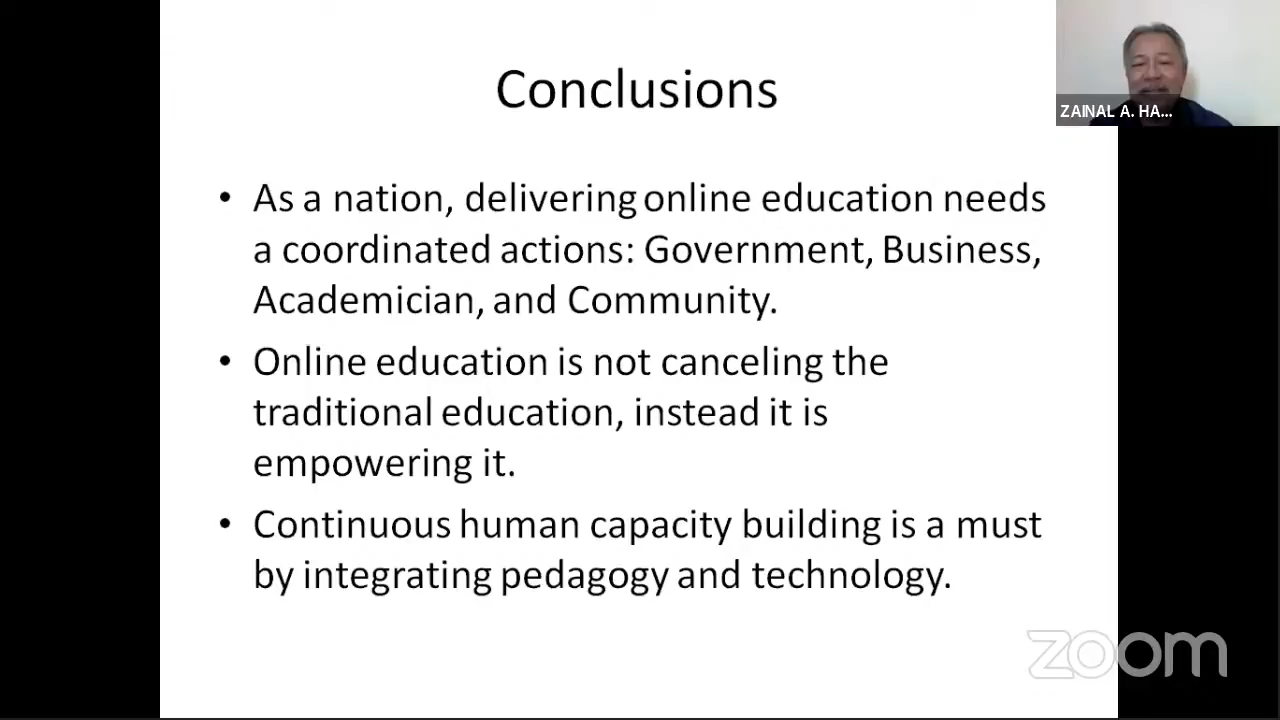 Conclusions
ZAINAL A. HA...
• As a nation, delivering online education needs
a coordinated actions: Government, Business,
Academician, and Community.
• Online education is not canceling the
traditional education, instead it is
empowering it.
• Continuous human capacity building is a must
by integrating pedagogy and technology.
zoom